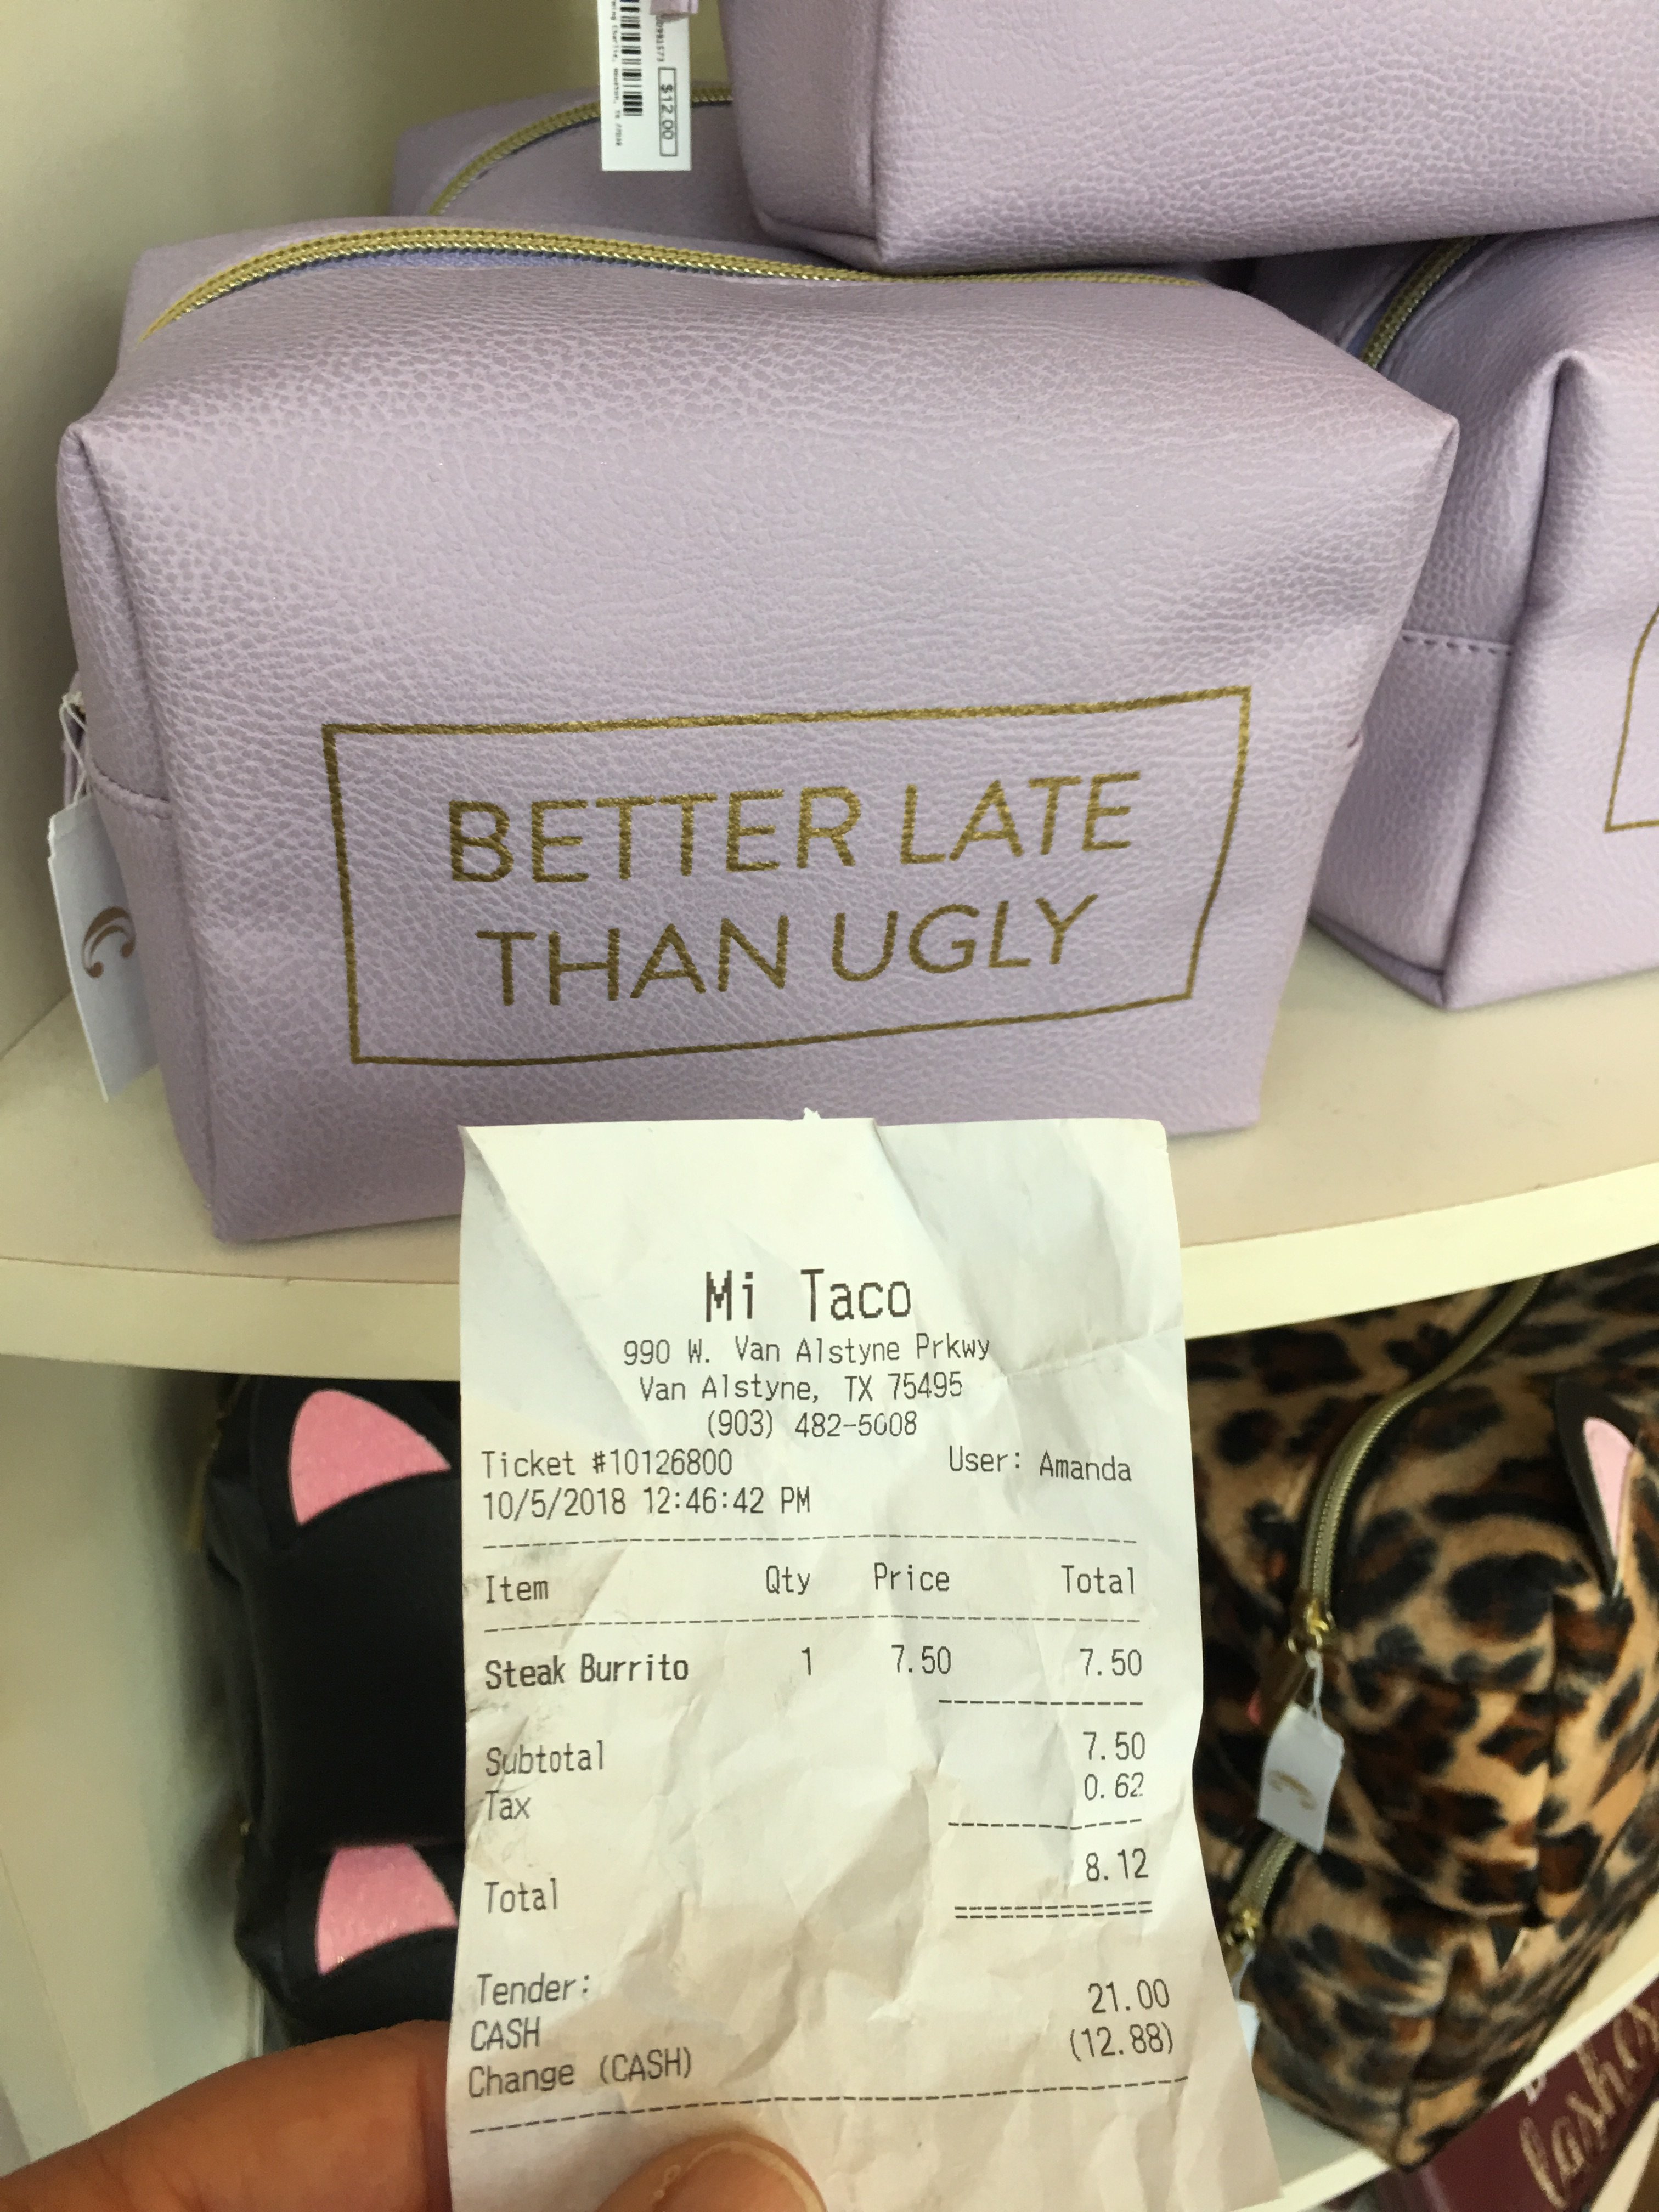 $12.00
BETTER LATE
THAN UGLY
Mi Taco
990 W. Van Alstyne Prkwy
Van Alstyne, TX 75495
(903) 482-5008
Ticket #10126800 User: Amanda
10/5/2018 12:46:42 PM
Item Qty Price Total
Steak Burrito 1 7.50 7.50
Subtotal 7.50
Tax 0.62
Total 8.12
Tender:
CASH 21.00
Change (CASH) (12.88)